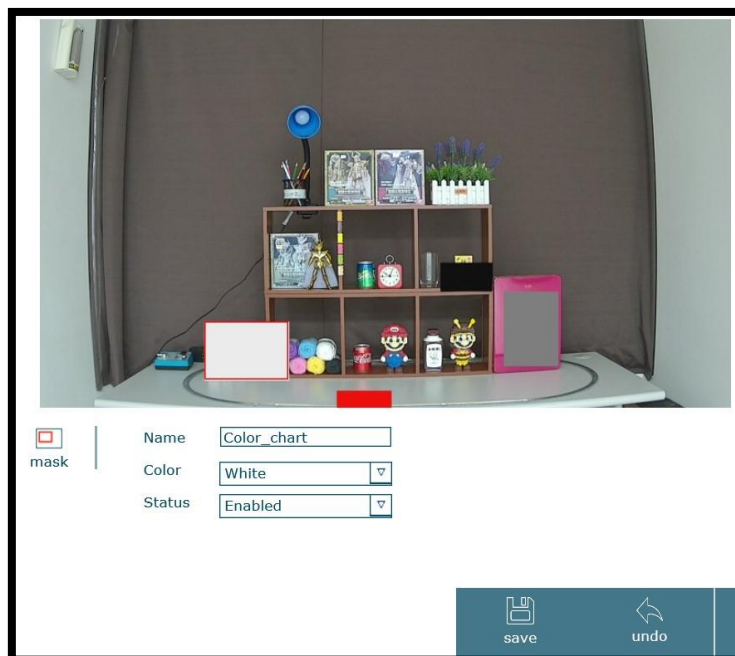 mask
Name
Color_chart
Color
White
Status
Enabled
save
undo